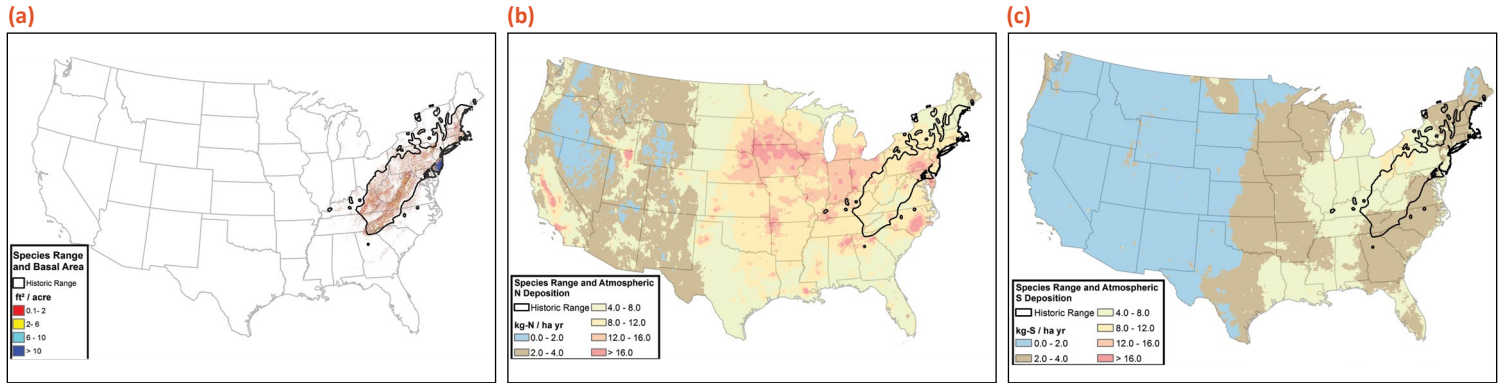 (a)
Species Range
and Basal Area
Historic Range
ft² / acre
0.1- 2
2- 6
6 - 10
> 10
(b)
Species Range and Atmospheric
N Deposition
Historic Range
kg-N / ha yr
0.0 - 2.0
2.0 - 4.0
4.0 - 8.0
8.0 - 12.0
12.0 - 16.0
> 16.0
(c)
Species Range and Atmospheric
S Deposition
Historic Range
kg-S / ha yr
0.0 - 2.0
2.0 - 4.0
4.0 - 8.0
8.0 - 12.0
12.0 - 16.0
> 16.0